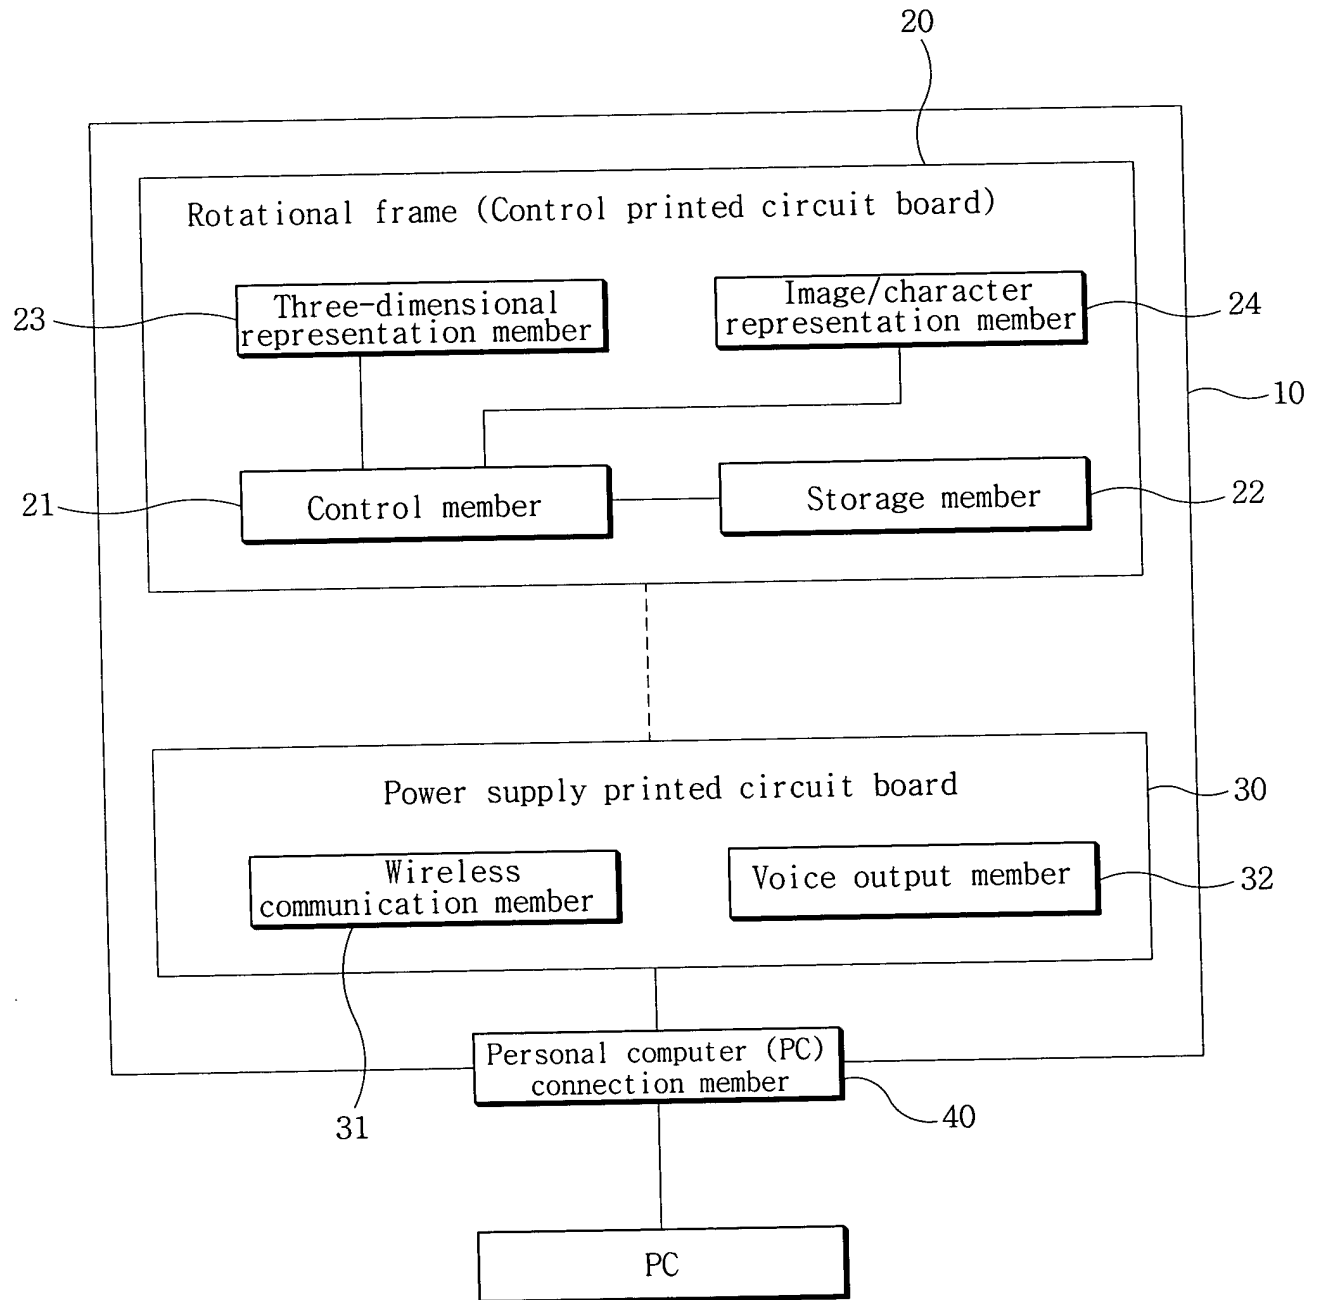 20
Rotational frame (Control printed circuit board)
Three-dimensional
representation member
Image/character
representation member
23
24
10
Control member
Storage member
21
22
Power supply printed circuit board
30
Wireless
communication member
Voice output member
32
Personal computer (PC)
connection member
31
40
PC